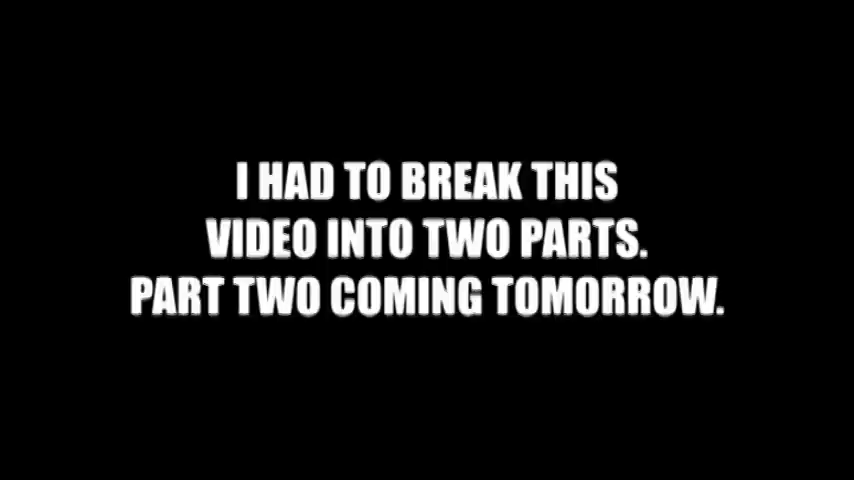 I HAD TO BREAK THIS
VIDEO INTO TWO PARTS.
PART TWO COMING TOMORROW.